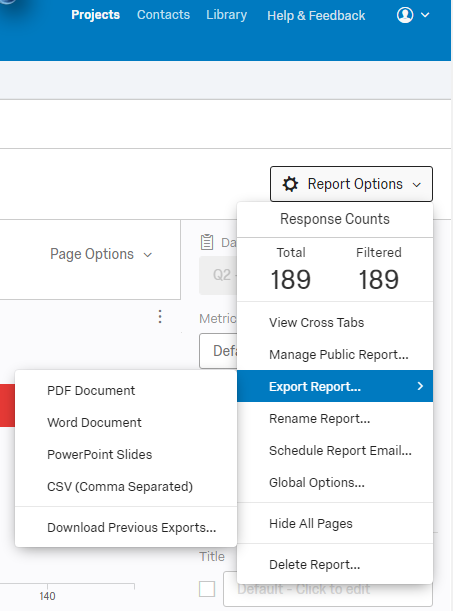 Projects Contacts Library Help & Feedback
Report Options
Response Counts
Page Options
Da
Total Filtered
189 189
Q2 -
Metric
View Cross Tabs
Defa
Manage Public Report...
PDF Document
Export Report...
Word Document
Rename Report...
PowerPoint Slides
Schedule Report Email...
CSV (Comma Separated)
Global Options...
Download Previous Exports...
Hide All Pages
Title
Delete Report...
Default - Click to edit
140